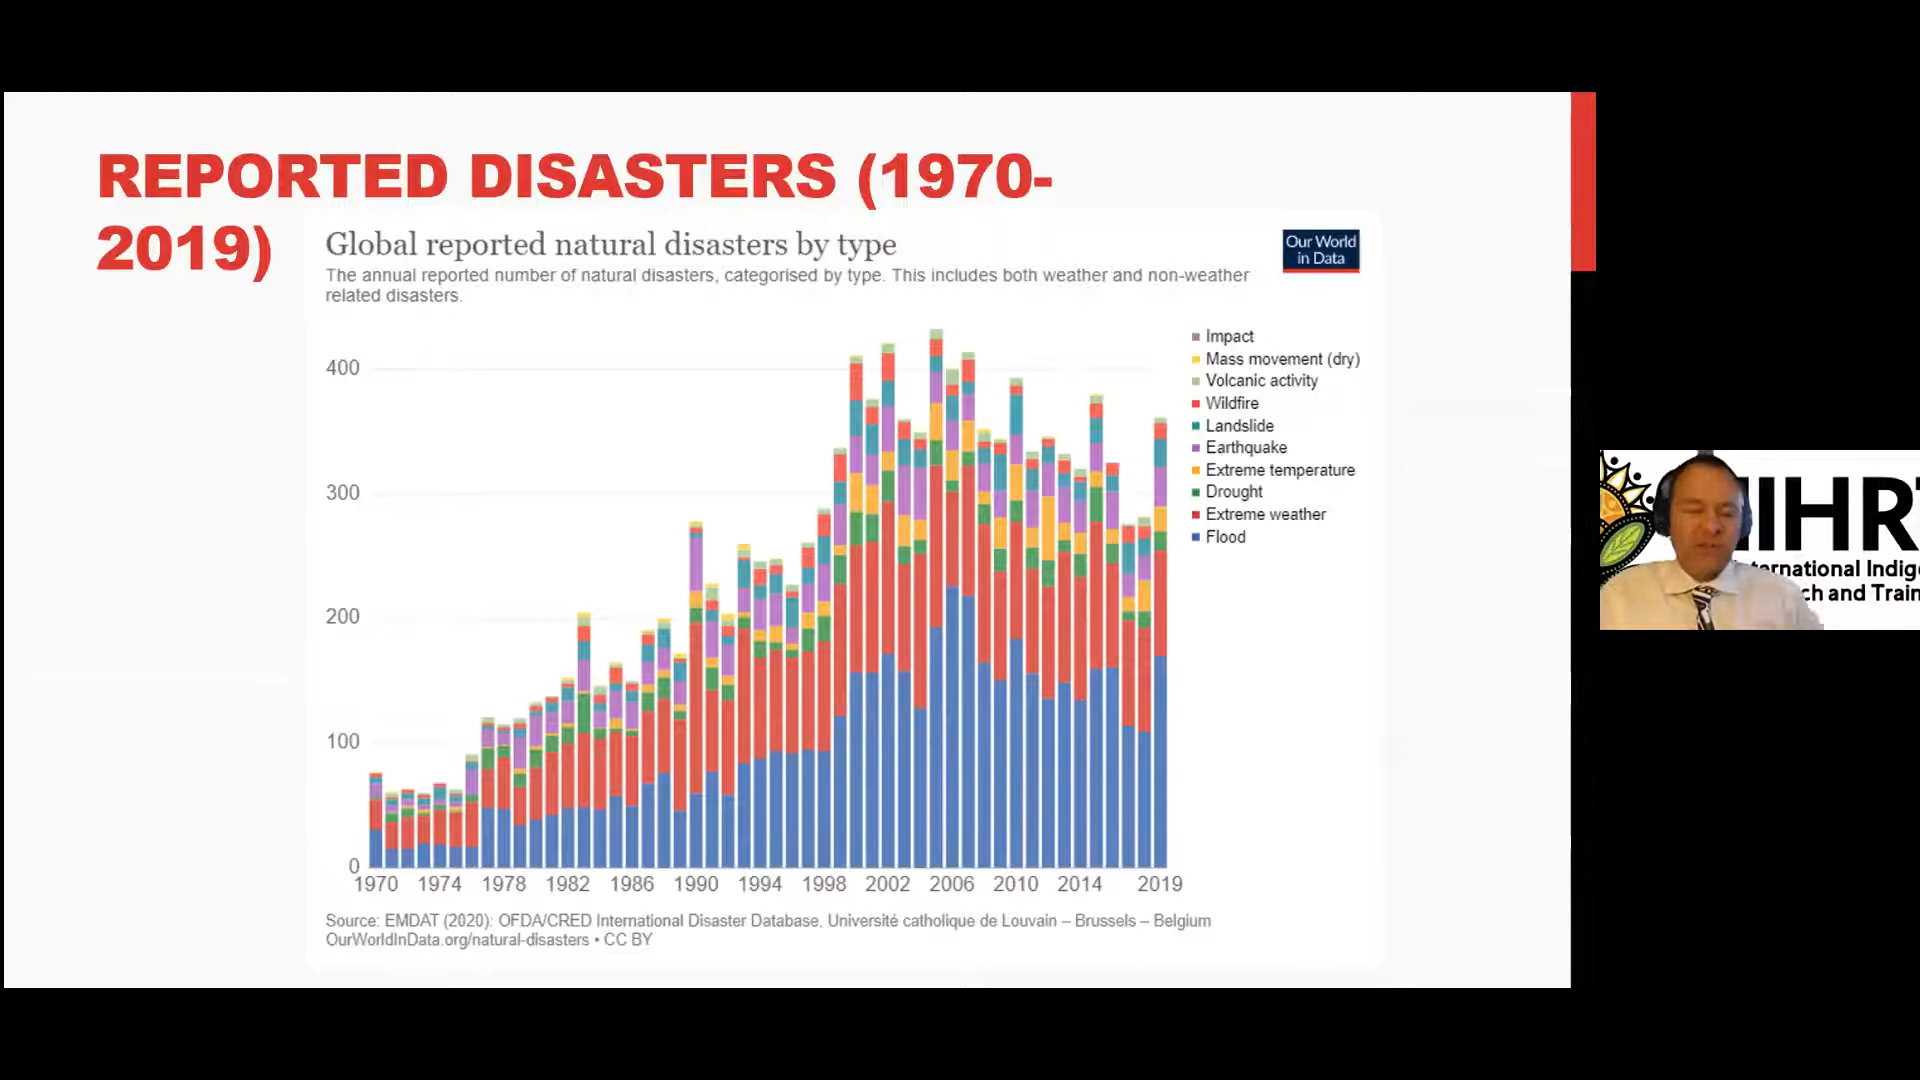 REPORTED DISASTERS (1970-
2019)
Global reported natural disasters by type
The annual reported number of natural disasters, categorised by type. This includes both weather and non-weather
related disasters.
Our World
in Data
Impact
Mass movement (dry)
Volcanic activity
Wildfire
Landslide
Earthquake
Extreme temperature
Drought
Extreme weather
Flood
400
300
200
100
0
1970 1974 1978 1982 1986 1990 1994 1998 2002 2006 2010 2014 2019
Source: EMDAT (2020): OFDA/CRED International Disaster Database, Université catholique de Louvain – Brussels – Belgium
OurWorldInData.org/natural-disasters • CC BY
and Train